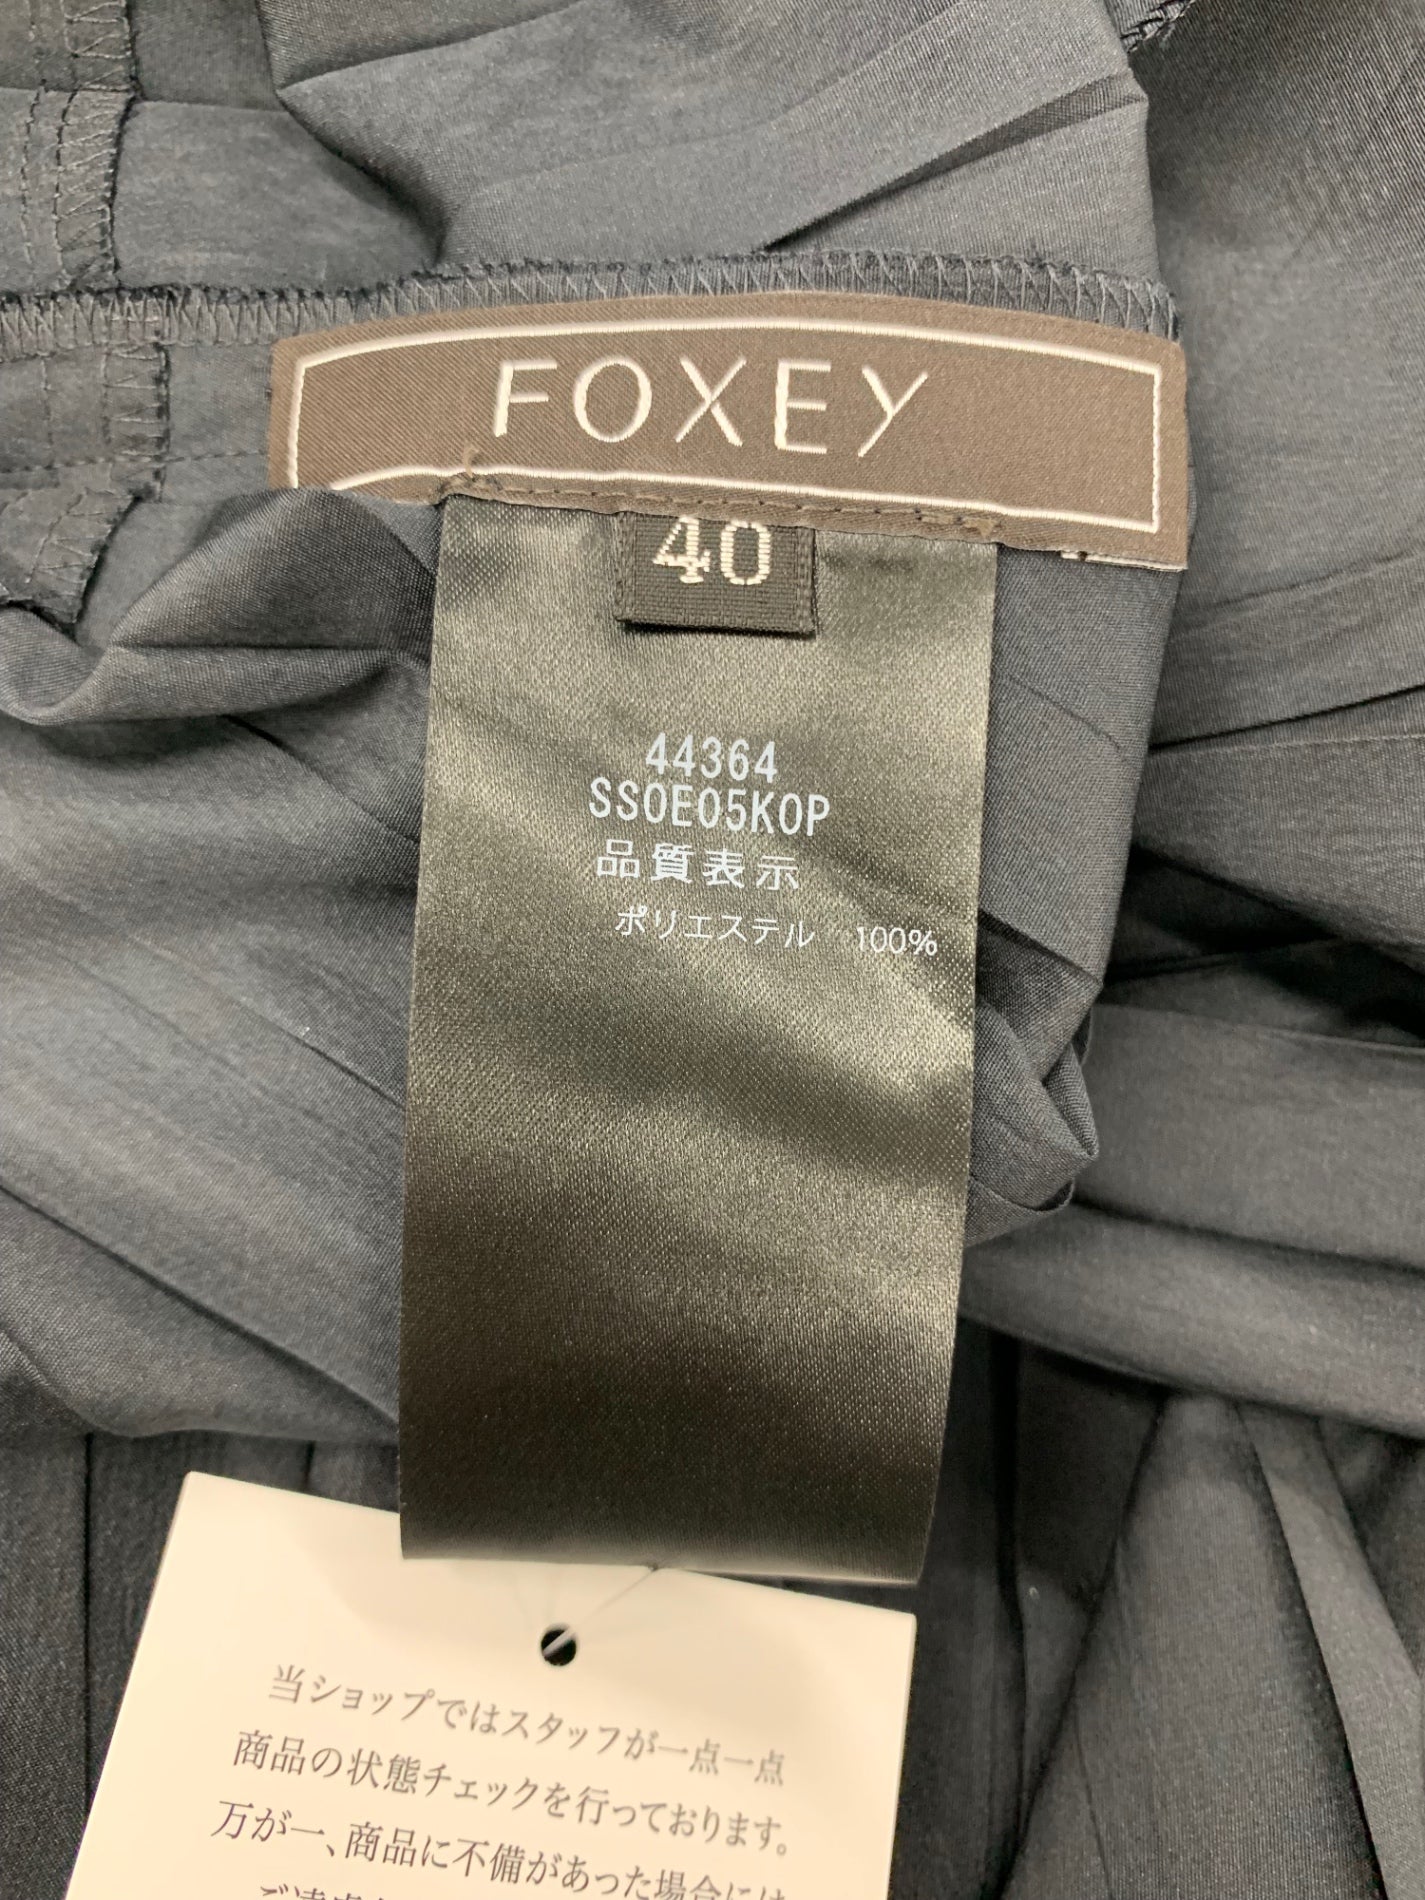 FOXEY
40
44364
SS0E05K0P
品質表示
ポリエステル 100%
当ショップではスタッフが一点一点
商品の状態チェックを行っております。
万が一、商品に不備があった場合には